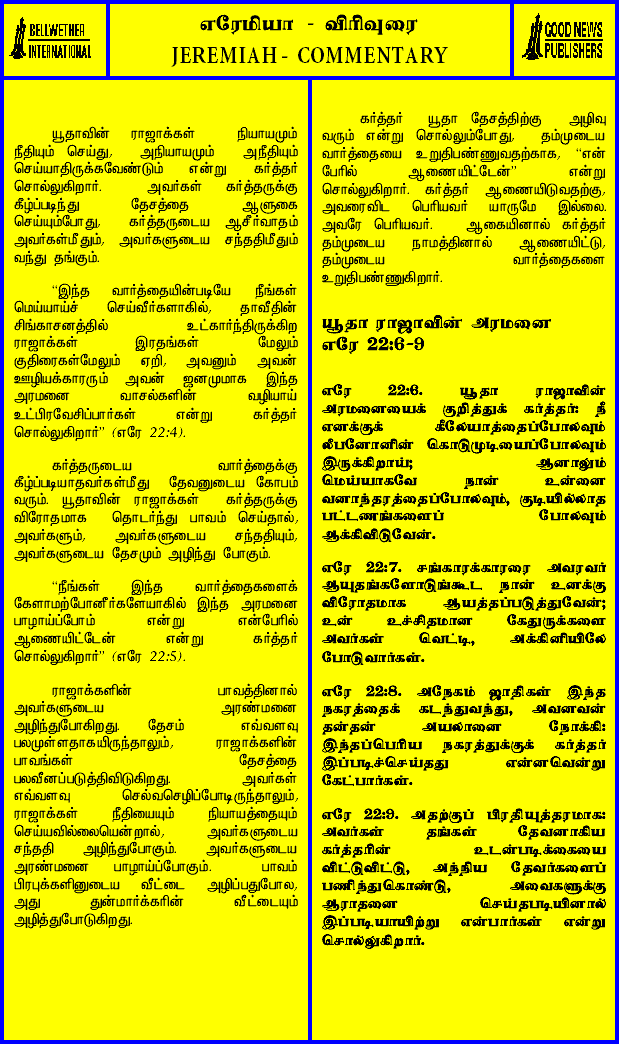 BELLWETHER
INTERNATIONAL
எரேமியா - விரிவுரை
JEREMIAH - COMMENTARY
GOOD NEWS
PUBLISHERS
யூதாவின் ராஜாக்கள் நியாயமும்
நீதியும் செய்து, அநியாயமும் அநீதியும்
செய்யாதிருக்கவேண்டும் என்று கர்த்தர்
சொல்லுகிறார். அவர்கள் கர்த்தருக்கு
கீழ்ப்படிந்து தேசத்தை ஆளுகை
செய்யும்போது, கர்த்தருடைய ஆசீர்வாதம்
அவர்கள்மீதும், அவர்களுடைய சந்ததிமீதும்
வந்து தங்கும்.
“இந்த வார்த்தையின்படியே நீங்கள்
மெய்யாய்ச் செய்வீர்களாகில், தாவீதின்
சிங்காசனத்தில் உட்கார்ந்திருக்கிற
ராஜாக்கள் இரதங்கள் மேலும்
குதிரைகள்மேலும் ஏறி, அவனும் அவன்
ஊழியக்காரரும் அவன் ஜனமுமாக இந்த
அரமனை வாசல்களின் வழியாய்
உட்பிரவேசிப்பார்கள் என்று கர்த்தர்
சொல்லுகிறார்” (எரே 22:4).
கர்த்தருடைய வார்த்தைக்கு
கீழ்ப்படியாதவர்கள்மீது தேவனுடைய கோபம்
வரும். யூதாவின் ராஜாக்கள் கர்த்தருக்கு
விரோதமாக தொடர்ந்து பாவம் செய்தால்,
அவர்களும், அவர்களுடைய சந்ததியும்,
அவர்களுடைய தேசமும் அழிந்து போகும்.
“நீங்கள் இந்த வார்த்தைகளைக்
கேளாமற்போனீர்களேயாகில் இந்த அரமனை
பாழாய்ப்போம் என்று என்பேரில்
ஆணையிட்டேன் என்று கர்த்தர்
சொல்லுகிறார்” (எரே 22:5).
ராஜாக்களின் பாவத்தினால்
அவர்களுடைய அரண்மனை
அழிந்துபோகிறது. தேசம் எவ்வளவு
பலமுள்ளதாகயிருந்தாலும், ராஜாக்களின்
பாவங்கள் தேசத்தை
பலவீனப்படுத்திவிடுகிறது. அவர்கள்
எவ்வளவு செல்வசெழிப்போடிருந்தாலும்,
ராஜாக்கள் நீதியையும் நியாயத்தையும்
செய்யவில்லையென்றால், அவர்களுடைய
சந்ததி அழிந்துபோகும். அவர்களுடைய
அரண்மனை பாழாய்ப்போகும். பாவம்
பிரபுக்களினுடைய வீட்டை அழிப்பதுபோல,
அது துன்மார்க்கரின் வீட்டையும்
அழித்துபோடுகிறது.
கர்த்தர் யூதா தேசத்திற்கு அழிவு
வரும் என்று சொல்லும்போது, தம்முடைய
வார்த்தையை உறுதிபண்ணுவதற்காக, “என்
பேரில் ஆணையிட்டேன்” என்று
சொல்லுகிறார். கர்த்தர் ஆணையிடுவதற்கு,
அவரைவிட பெரியவர் யாருமே இல்லை.
அவரே பெரியவர். ஆகையினால் கர்த்தர்
தம்முடைய நாமத்தினால் ஆணையிட்டு,
தம்முடைய வார்த்தைகளை
உறுதிபண்ணுகிறார்.
யூதா ராஜாவின் அரமனை
எரே 22:6-9
எரே 22:6. யூதா ராஜாவின்
அரமனையைக் குறித்துக் கர்த்தர்: நீ
எனக்குக் கீலேயாத்தைப்போலவும்
லீபனோனின் கொடுமுடியைப்போலவும்
இருக்கிறாய்; ஆனாலும்
மெய்யாகவே நான் உன்னை
வனாந்தரத்தைப்போலவும், குடியில்லாத
பட்டணங்களைப் போலவும்
ஆக்கிவிடுவேன்.
எரே 22:7. சங்காரக்காரரை அவரவர்
ஆயுதங்களோடுங்கூட நான் உனக்கு
விரோதமாக ஆயத்தப்படுத்துவேன்;
உன் உச்சிதமான கேதுருக்களை
அவர்கள் வெட்டி, அக்கினியிலே
போடுவார்கள்.
எரே 22:8. அநேகம் ஜாதிகள் இந்த
நகரத்தைக் கடந்துவந்து, அவனவன்
தன்தன் அயலானை நோக்கி:
இந்தப்பெரிய நகரத்துக்குக் கர்த்தர்
இப்படிச்செய்தது என்னவென்று
கேட்பார்கள்.
எரே 22:9. அதற்குப் பிரதியுத்தரமாக:
அவர்கள் தங்கள் தேவனாகிய
கர்த்தரின் உடன்படிக்கையை
விட்டுவிட்டு, அந்நிய தேவர்களைப்
பணிந்துகொண்டு, அவைகளுக்கு
ஆராதனை செய்தபடியினால்
இப்படியாயிற்று என்பார்கள் என்று
சொல்லுகிறார்.